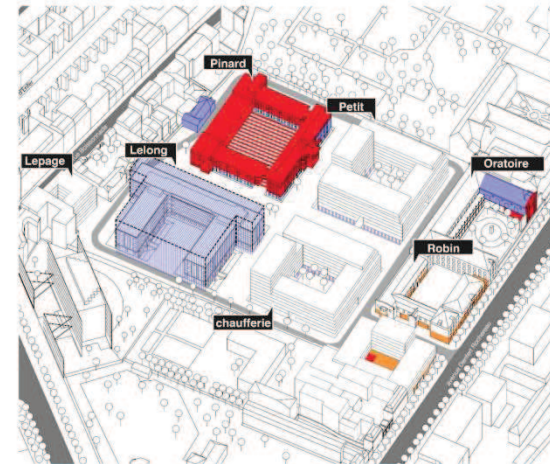 Pinard
Petit
Lepage
Lelong
Oratoire
Robin
chaufferie